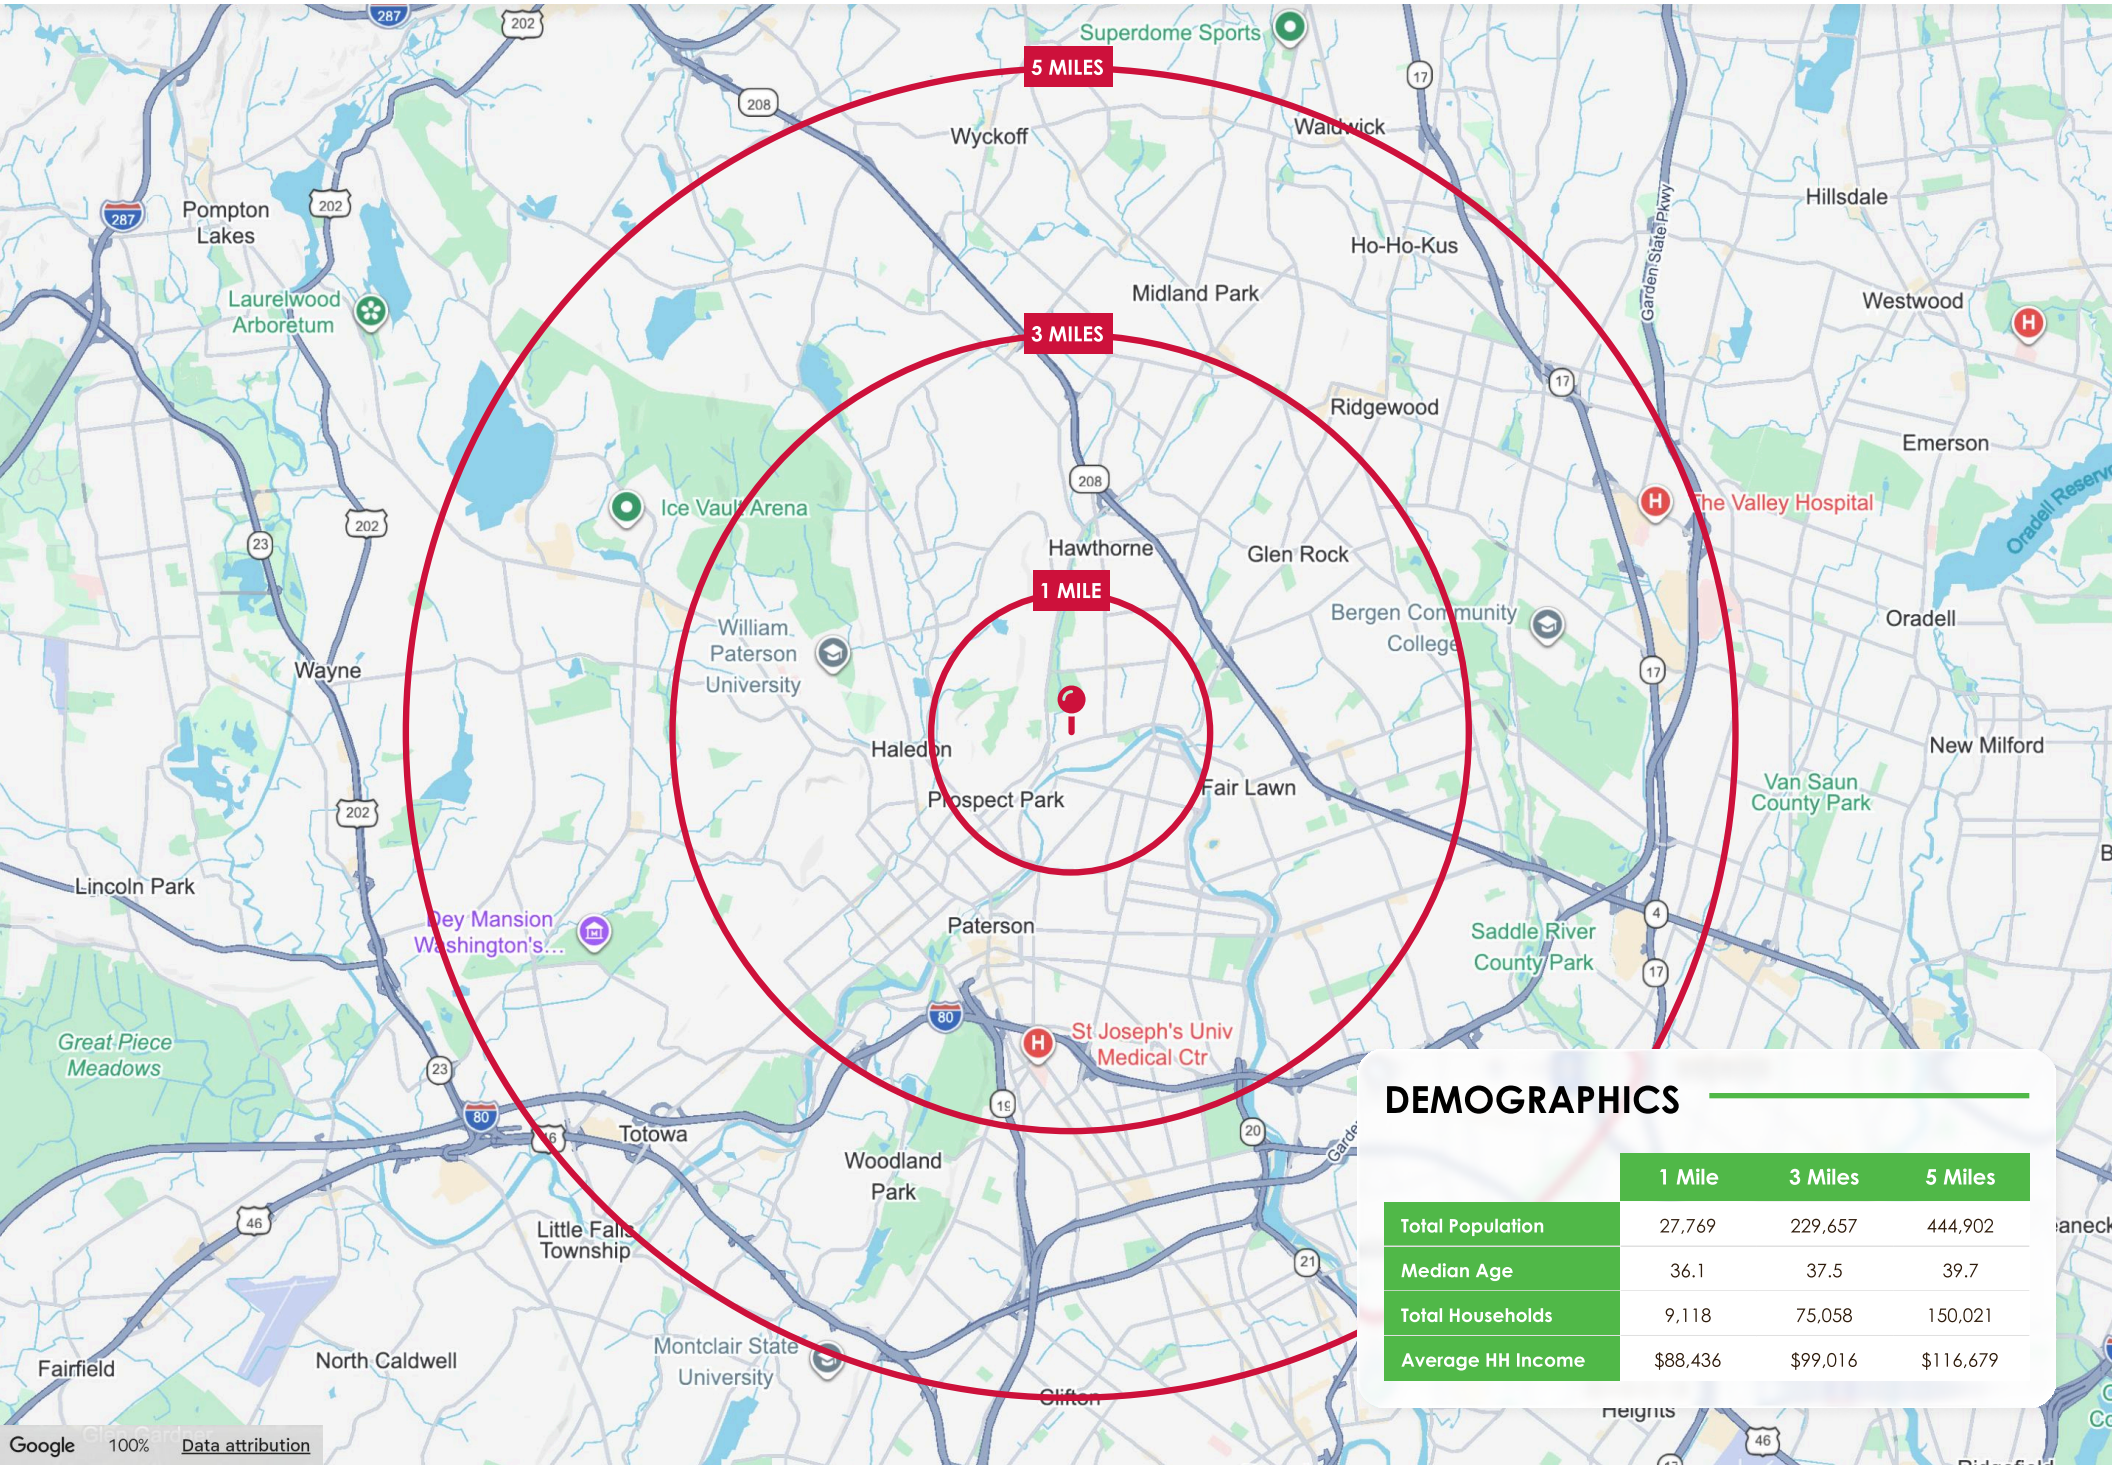 287
202
Superdome Sports
5 MILES
17
208
Wyckoff
Waldwick
Garden State Pkwy
Hillsdale
287
Pompton
Lakes
202
Ho-Ho-Kus
Laurelwood
Arboretum
Midland Park
Westwood
H
3 MILES
17
Ridgewood
Emerson
208
H
The Valley Hospital
Ice Vault Arena
202
23
Hawthorne
Glen Rock
1 MILE
Bergen Community
College
Oradell
William
Paterson
University
Wayne
17
Haledon
New Milford
Prospect Park
Fair Lawn
Van Saun
County Park
202
Lincoln Park
Dey Mansion
Washington's...
Paterson
4
Saddle River
County Park
17
80
H
St Joseph's Univ
Medical Ctr
Great Piece
Meadows
23
80
19
46
Totowa
20
Woodland
Park
46
Little Falls
Township
21
Montclair State
University
Fairfield
North Caldwell
Clifton
Heights
46
DEMOGRAPHICS
1 Mile 3 Miles 5 Miles
Total Population 27,769 229,657 444,902
Median Age 36.1 37.5 39.7
Total Households 9,118 75,058 150,021
Average HH Income $88,436 $99,016 $116,679
Google 100% Data attribution